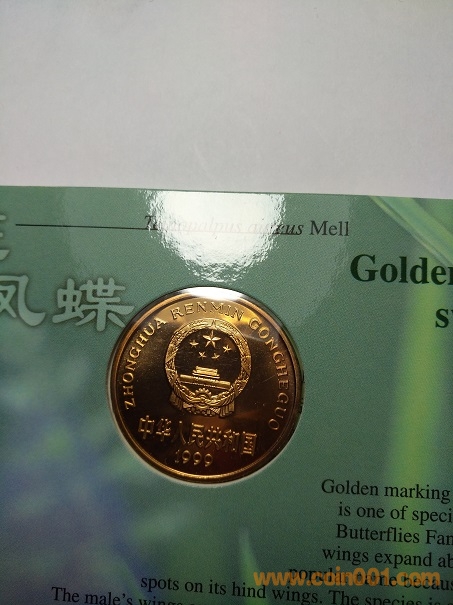 aureus Mell
Golden
凤蝶
ZHONGHUA RENMIN GONGHEGUO
中华人民共和国
1999
Golden marking
is one of speci
Butterflies Fam
wings expand ab
spots on its hind wings. The species is
The male's wings
www.coin001.com